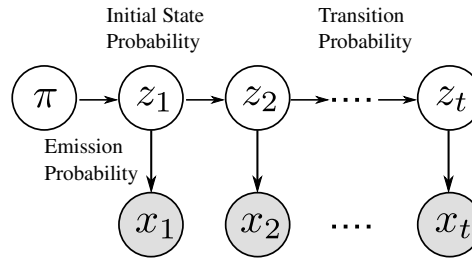 Initial State
Probability
Transition
Probability
π z₁ z₂ ..... zₜ
Emission
Probability
x₁ x₂ .... xₜ